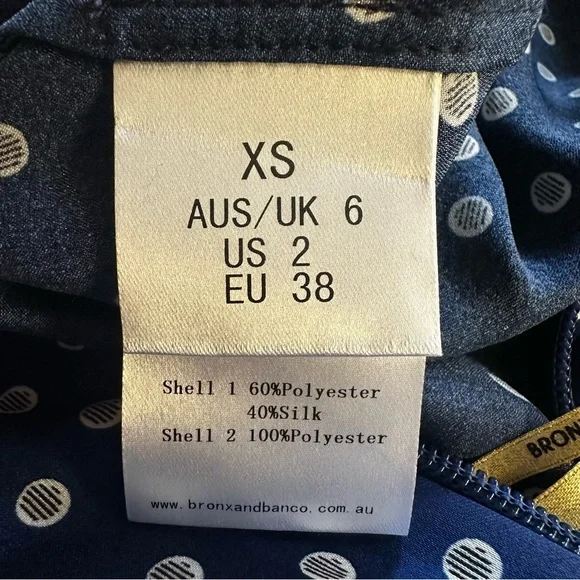 XS
AUS/UK 6
US 2
EU 38
Shell 1 60%Polyester
40%Silk
Shell 2 100%Polyester
www.bronxandbanco.com.au
BRON